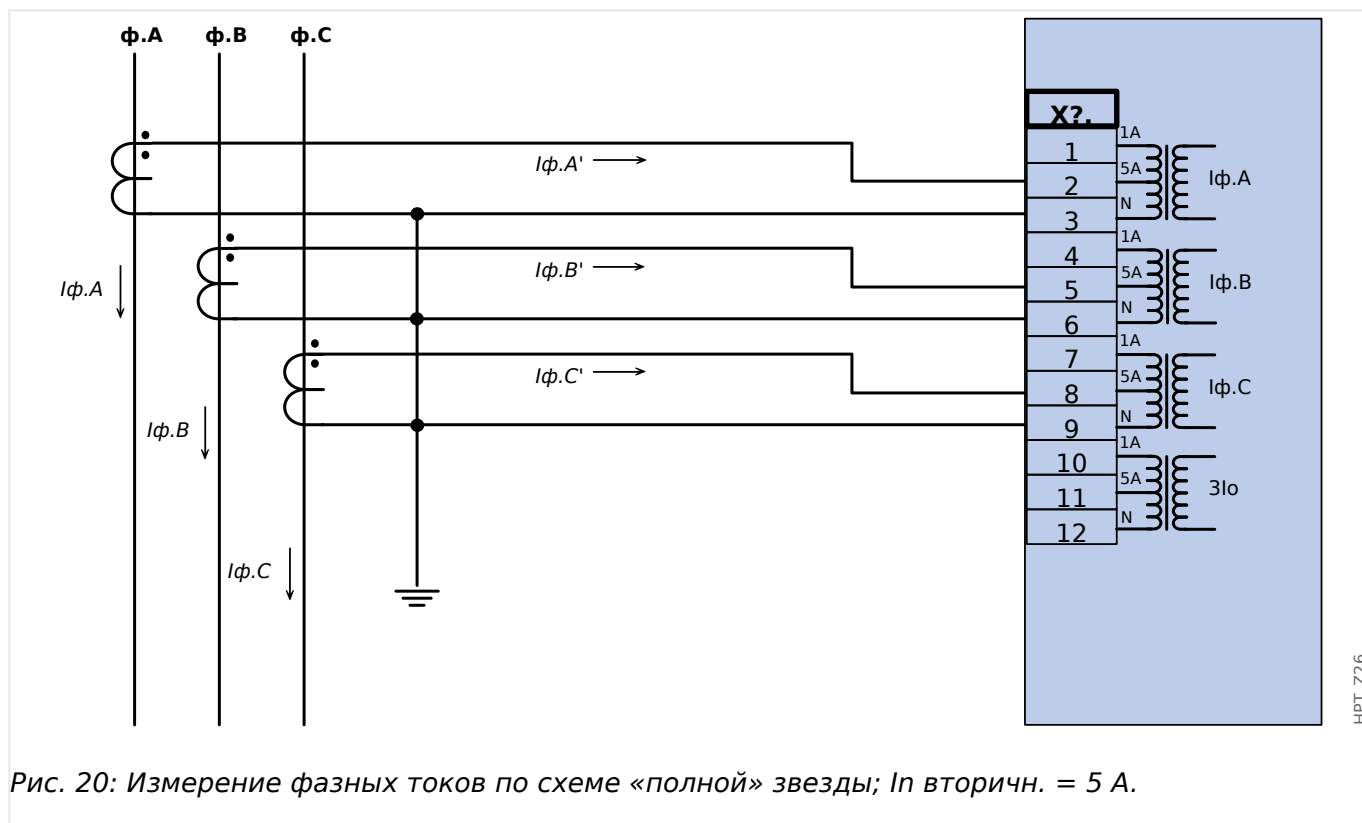 ф.A ф.B ф.C
X?.
1A
1
5A
2
Iф.A' Iф.A
N
3
1A
4
5A
Iф.B' Iф.B
5
Iф.A
N
6
1A
7
5A
Iф.C' Iф.C
8
N
9
Iф.B
1A
10
5A
3Io
11
N
12
Iф.C
Рис. 20: Измерение фазных токов по схеме «полной» звезды; In вторичн. = 5 A.